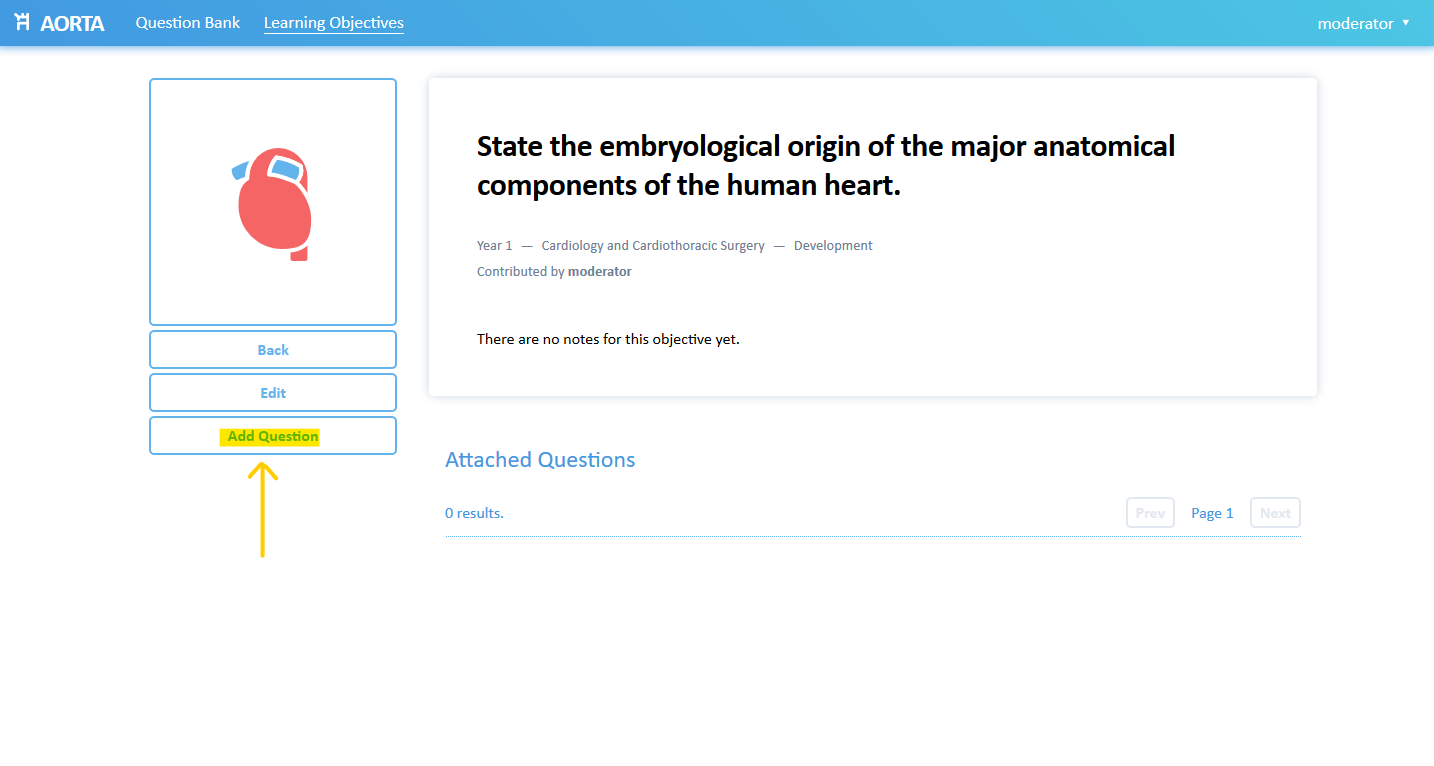 AORTA Question Bank Learning Objectives moderator
Back
Edit
Add Question
State the embryological origin of the major anatomical
components of the human heart.
Year 1 — Cardiology and Cardiothoracic Surgery — Development
Contributed by moderator
There are no notes for this objective yet.
Attached Questions
0 results. Prev Page 1 Next